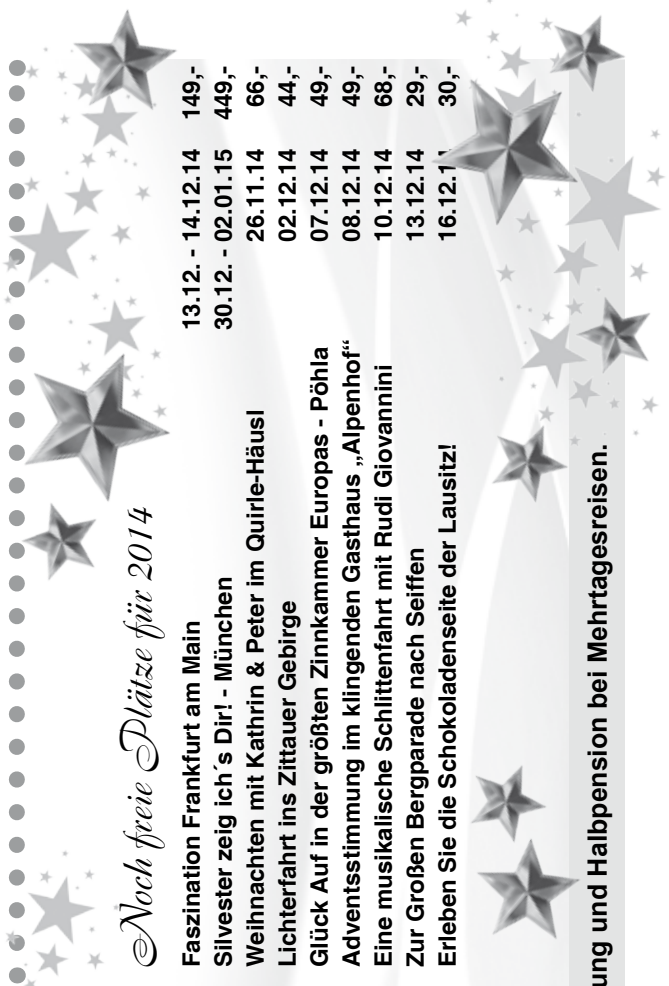 Noch freie Plätze für 2014
Faszination Frankfurt am Main 13.12. - 14.12.14 149,-
Silvester zeig ich´s Dir! - München 30.12. - 02.01.15 449,-
Weihnachten mit Kathrin & Peter im Quirle-Häusl 26.11.14 66,-
Lichterfahrt ins Zittauer Gebirge 02.12.14 44,-
Glück Auf in der größten Zinnkammer Europas - Pöhla 07.12.14 49,-
Adventsstimmung im klingenden Gasthaus „Alpenhof“ 08.12.14 49,-
Eine musikalische Schlittenfahrt mit Rudi Giovannini 10.12.14 68,-
Zur Großen Bergparade nach Seiffen 13.12.14 29,-
Erleben Sie die Schokoladenseite der Lausitz! 16.12. 30,-
und Halbpension bei Mehrtagesreisen.